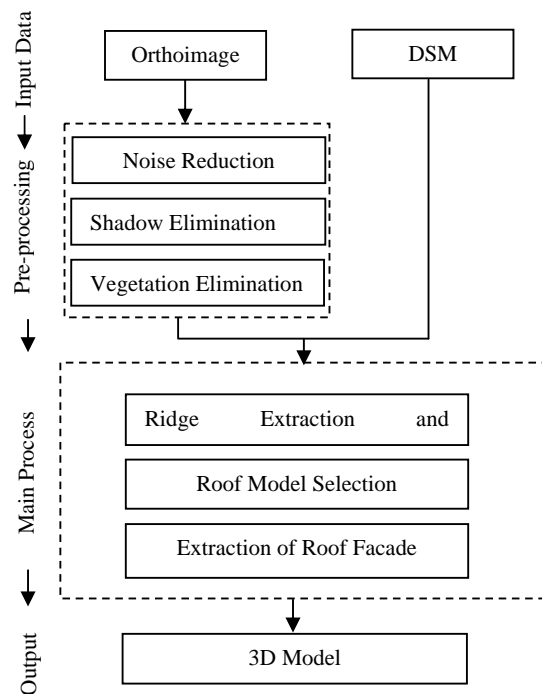 Input Data
Orthoimage
DSM
Pre-processing
Noise Reduction
Shadow Elimination
Vegetation Elimination
Main Process
Ridge Extraction and
Roof Model Selection
Extraction of Roof Facade
Output
3D Model